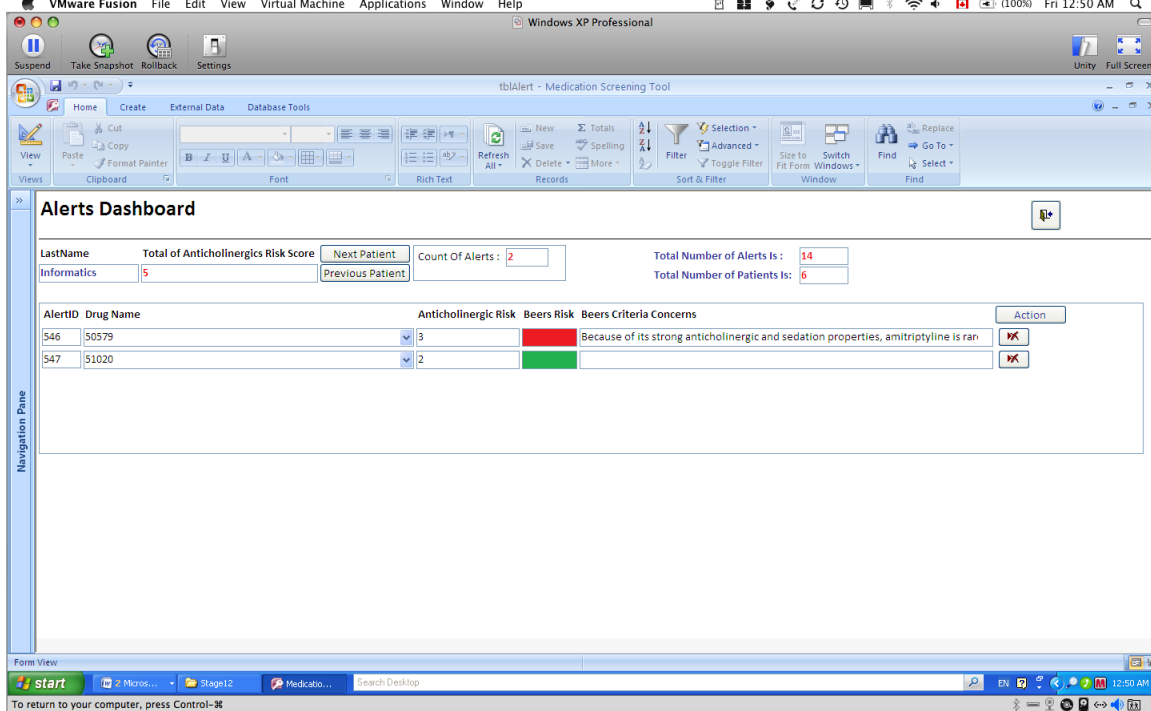 VMware Fusion File Edit View Virtual Machine Applications Window Help (100%) Fri 12:50 AM
Windows XP Professional
Suspend Take Snapshot Rollback Settings Unity Full Screen
tblAlert - Medication Screening Tool
Home Create External Data Database Tools
View Paste Cut Copy Format Painter
B I U A
Refresh All New Save Delete Totals Spelling More
Filter Selection Advanced Toggle Filter
Size to Fit Form Switch Windows
Find Replace Go To Select
Views Clipboard Font Rich Text Records Sort & Filter Window Find
»
Alerts Dashboard
LastName Total of Anticholinergics Risk Score Next Patient Count Of Alerts : 2 Total Number of Alerts Is : 14
Informatics 5 Previous Patient Total Number of Patients Is: 6
AlertID Drug Name Anticholinergic Risk Beers Risk Beers Criteria Concerns Action
546 50579 3 Because of its strong anticholinergic and sedation properties, amitriptyline is rar
547 51020 2
Navigation Pane
Form View
start 2 Micros... Stage12 Medicatio... Search Desktop EN 12:50 AM
To return to your computer, press Control-⌘